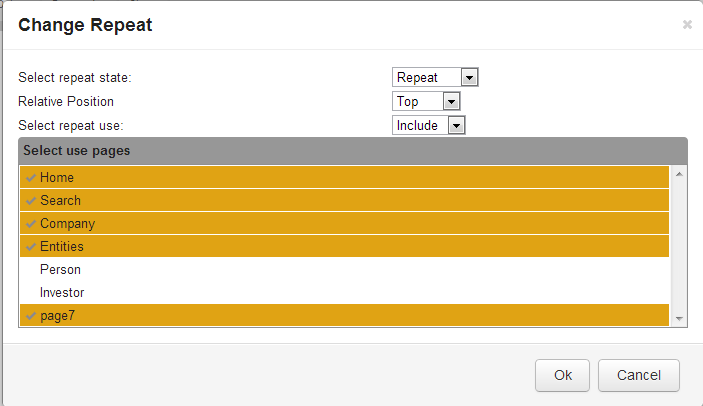 Change Repeat
Select repeat state: Repeat
Relative Position Top
Select repeat use: Include
Select use pages
Home
Search
Company
Entities
Person
Investor
page7
Ok Cancel